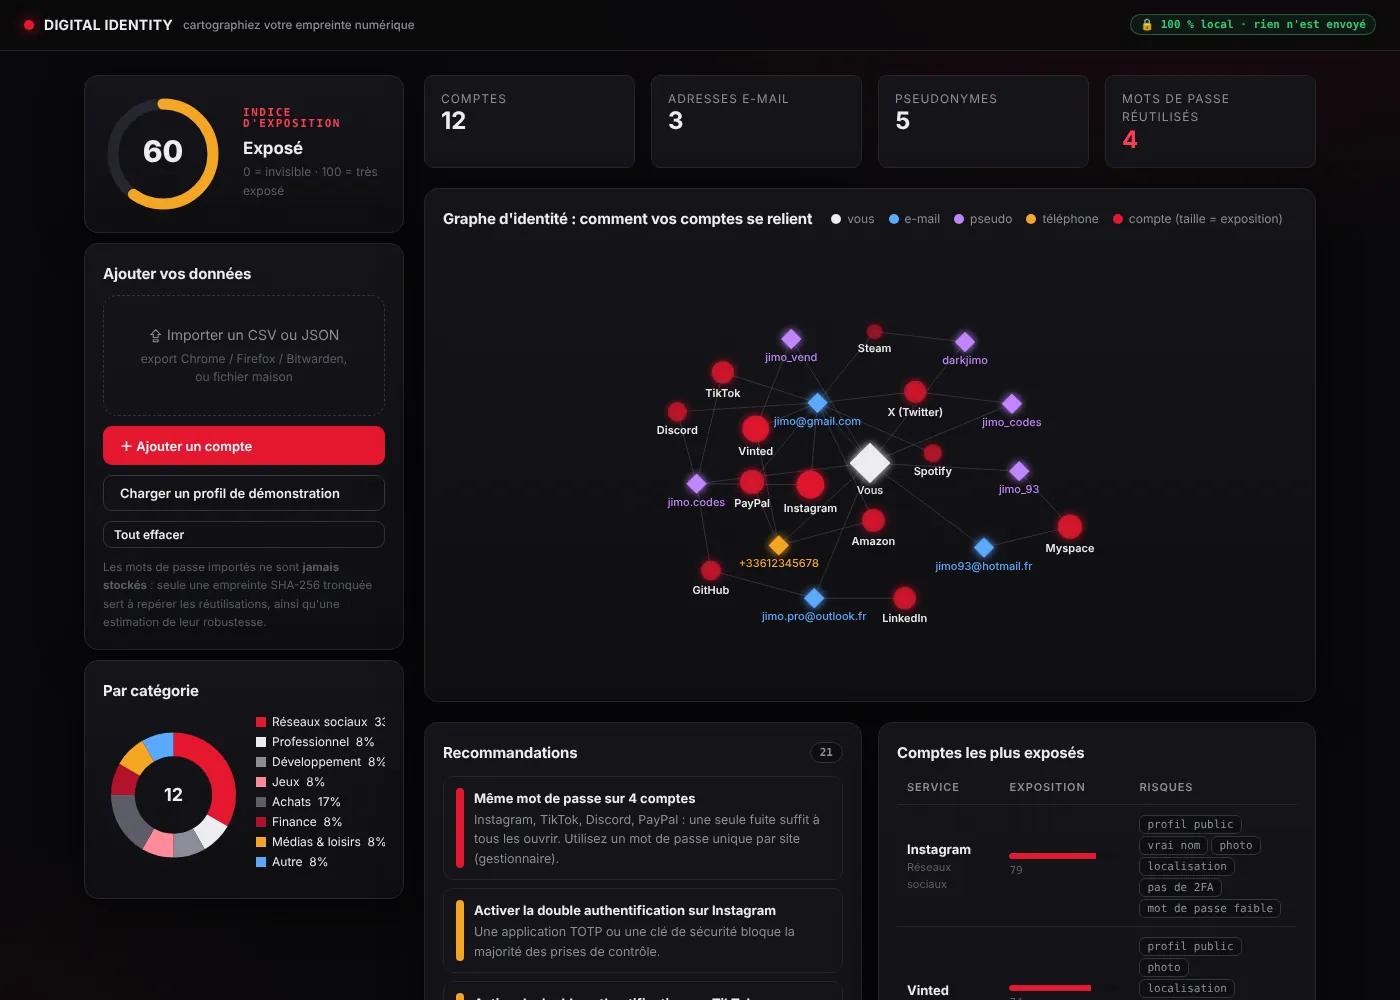 DIGITAL IDENTITY cartographiez votre empreinte numérique
🔒 100 % local · rien n'est envoyé
60
INDICE
D'EXPOSITION
Exposé
0 = invisible · 100 = très
exposé
COMPTES
12
ADRESSES E-MAIL
3
PSEUDONYMES
5
MOTS DE PASSE
RÉUTILISÉS
4
Ajouter vos données
⇪ Importer un CSV ou JSON
export Chrome / Firefox / Bitwarden,
ou fichier maison
+ Ajouter un compte
Charger un profil de démonstration
Tout effacer
Les mots de passe importés ne sont jamais
stockés : seule une empreinte SHA-256 tronquée
sert à repérer les réutilisations, ainsi qu'une
estimation de leur robustesse.
Graphe d'identité : comment vos comptes se relient
vous
e-mail
pseudo
téléphone
compte (taille = exposition)
jimo_vend
Steam
darkjimo
TikTok
Discord
jimo@gmail.com
X (Twitter)
jimo_codes
Vinted
Spotify
jimo.codes
PayPal
Instagram
Vous
jimo_93
Amazon
Myspace
+33612345678
jimo93@hotmail.fr
GitHub
jimo.pro@outlook.fr
LinkedIn
Par catégorie
12
Réseaux sociaux
Professionnel 8%
Développement 8%
Jeux 8%
Achats 17%
Finance 8%
Médias & loisirs 8%
Autre 8%
Recommandations
21
Même mot de passe sur 4 comptes
Instagram, TikTok, Discord, PayPal : une seule fuite suffit à
tous les ouvrir. Utilisez un mot de passe unique par site
(gestionnaire).
Activer la double authentification sur Instagram
Une application TOTP ou une clé de sécurité bloque la
majorité des prises de contrôle.
Comptes les plus exposés
SERVICE EXPOSITION RISQUES
Instagram
Réseaux
sociaux
79
profil public
vrai nom photo
localisation
pas de 2FA
mot de passe faible
Vinted
profil public
photo
localisation